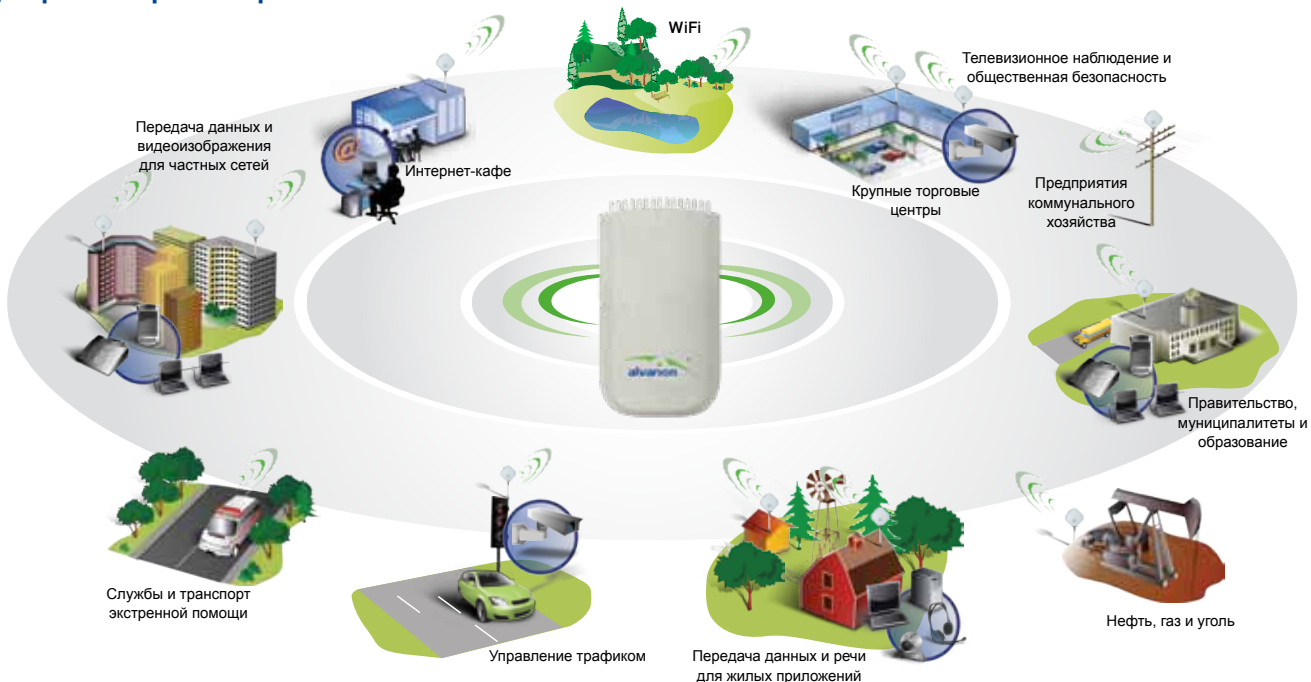 WiFi
Телевизионное наблюдение и
общественная безопасность
Передача данных и
видеоизображения
для частных сетей
Интернет-кафе
Крупные торговые
центры
Предприятия
коммунального
хозяйства
alvarion
Правительство,
муниципалитеты и
образование
Службы и транспорт
экстренной помощи
Управление трафиком
Передача данных и речи
для жилых приложений
Нефть, газ и уголь